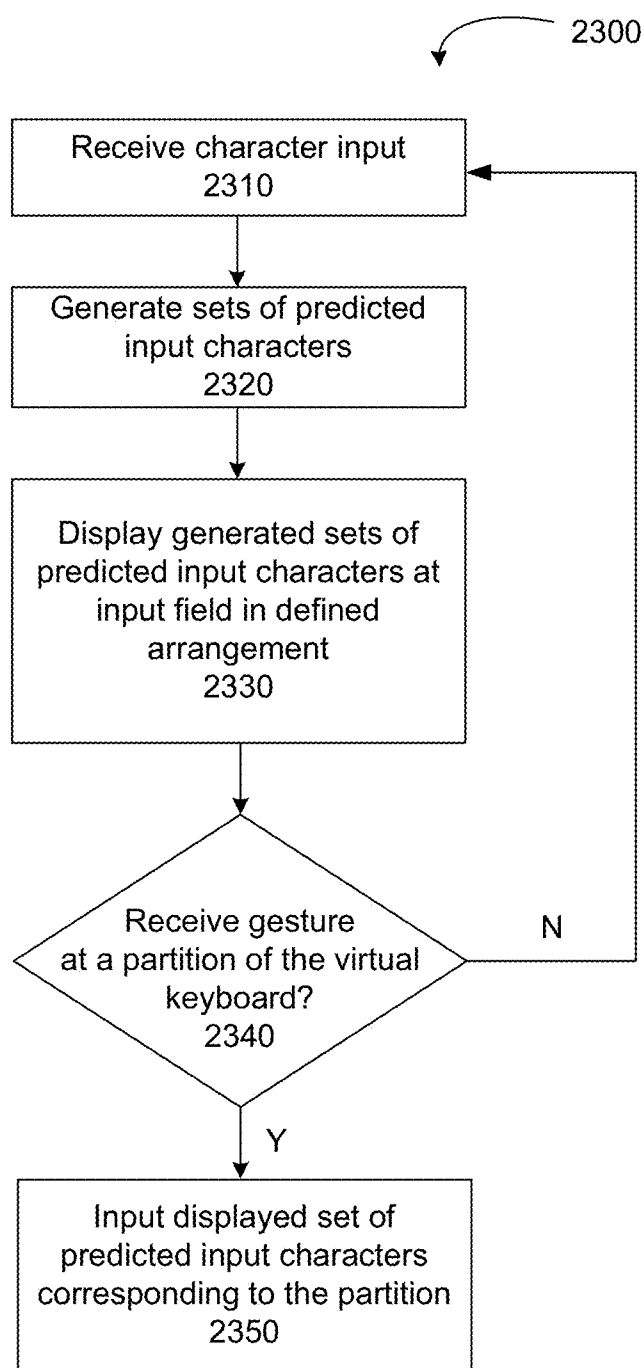 2300
Receive character input
2310
Generate sets of predicted
input characters
2320
Display generated sets of
predicted input characters at
input field in defined
arrangement
2330
Receive gesture
at a partition of the virtual
keyboard?
2340
N
Y
Input displayed set of
predicted input characters
corresponding to the partition
2350